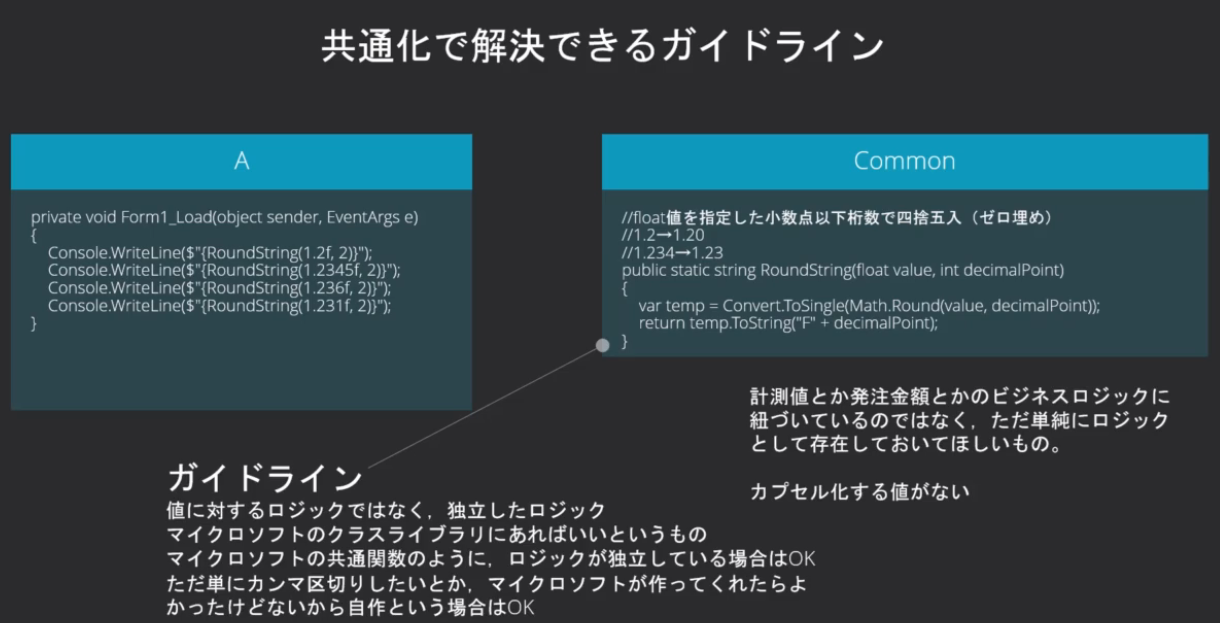 共通化で解決できるガイドライン
A
private void Form1_Load(object sender, EventArgs e)
{
Console.WriteLine($"{RoundString(1.2f, 2)}");
Console.WriteLine($"{RoundString(1.2345f, 2)}");
Console.WriteLine($"{RoundString(1.236f, 2)}");
Console.WriteLine($"{RoundString(1.231f, 2)}");
}
Common
//float値を指定した小数点以下桁数で四捨五入（ゼロ埋め）
//1.2→1.20
//1.234→1.23
public static string RoundString(float value, int decimalPoint)
{
var temp = Convert.ToSingle(Math.Round(value, decimalPoint));
return temp.ToString("F" + decimalPoint);
}
計測値とか発注金額とかのビジネスロジックに
紐づいているのではなく，ただ単純にロジック
として存在しておいてほしいもの。
カプセル化する値がない
ガイドライン
値に対するロジックではなく，独立したロジック
マイクロソフトのクラスライブラリにあればいいというもの
マイクロソフトの共通関数のように，ロジックが独立している場合はOK
ただ単にカンマ区切りしたいとか，マイクロソフトが作ってくれたらよ
かったけどないから自作という場合はOK